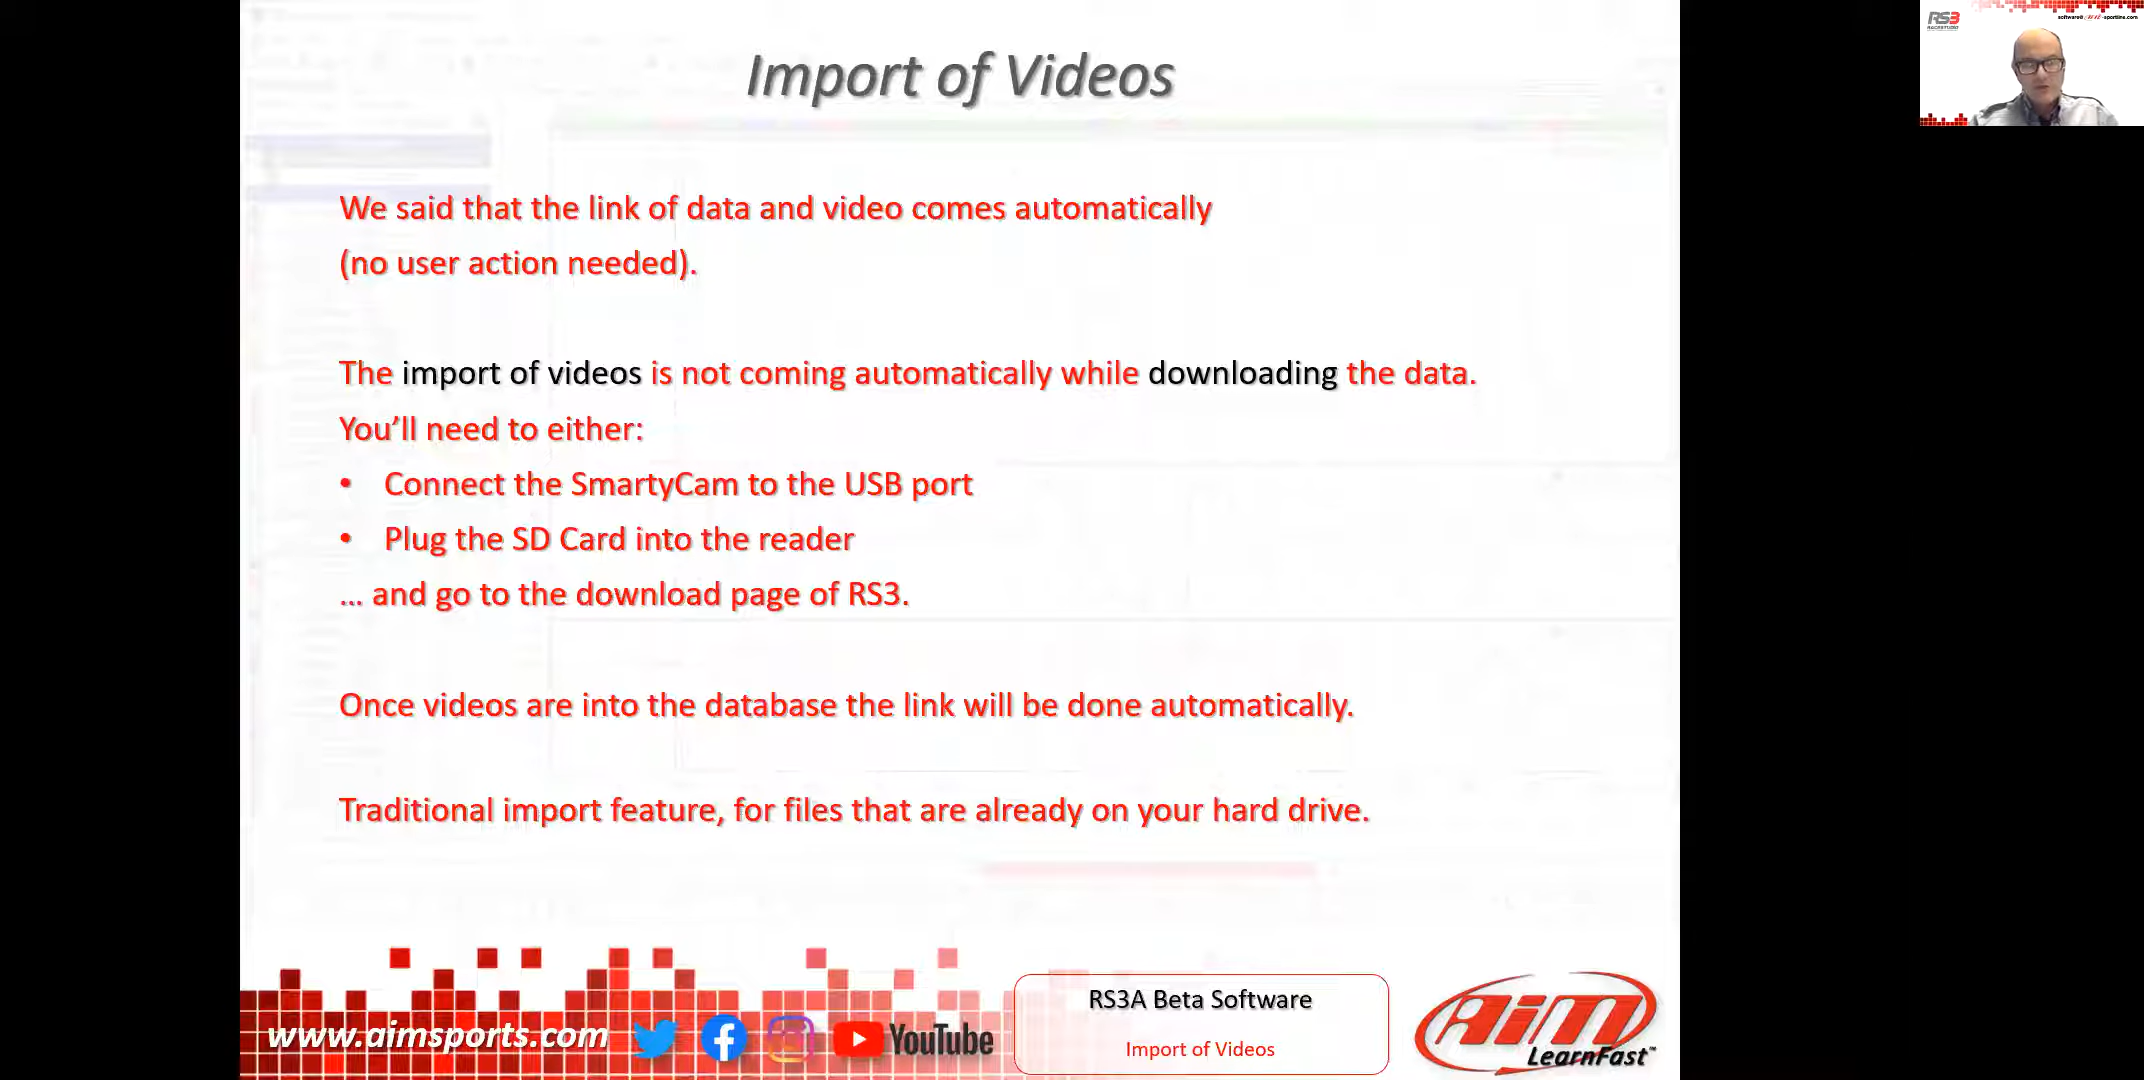 Import of Videos
We said that the link of data and video comes automatically
(no user action needed).
The import of videos is not coming automatically while downloading the data.
You’ll need to either:
• Connect the SmartyCam to the USB port
• Plug the SD Card into the reader
... and go to the download page of RS3.
Once videos are into the database the link will be done automatically.
Traditional import feature, for files that are already on your hard drive.
www.aimsports.com
YouTube
RS3A Beta Software
Import of Videos
AiM
LearnFast™
RS3